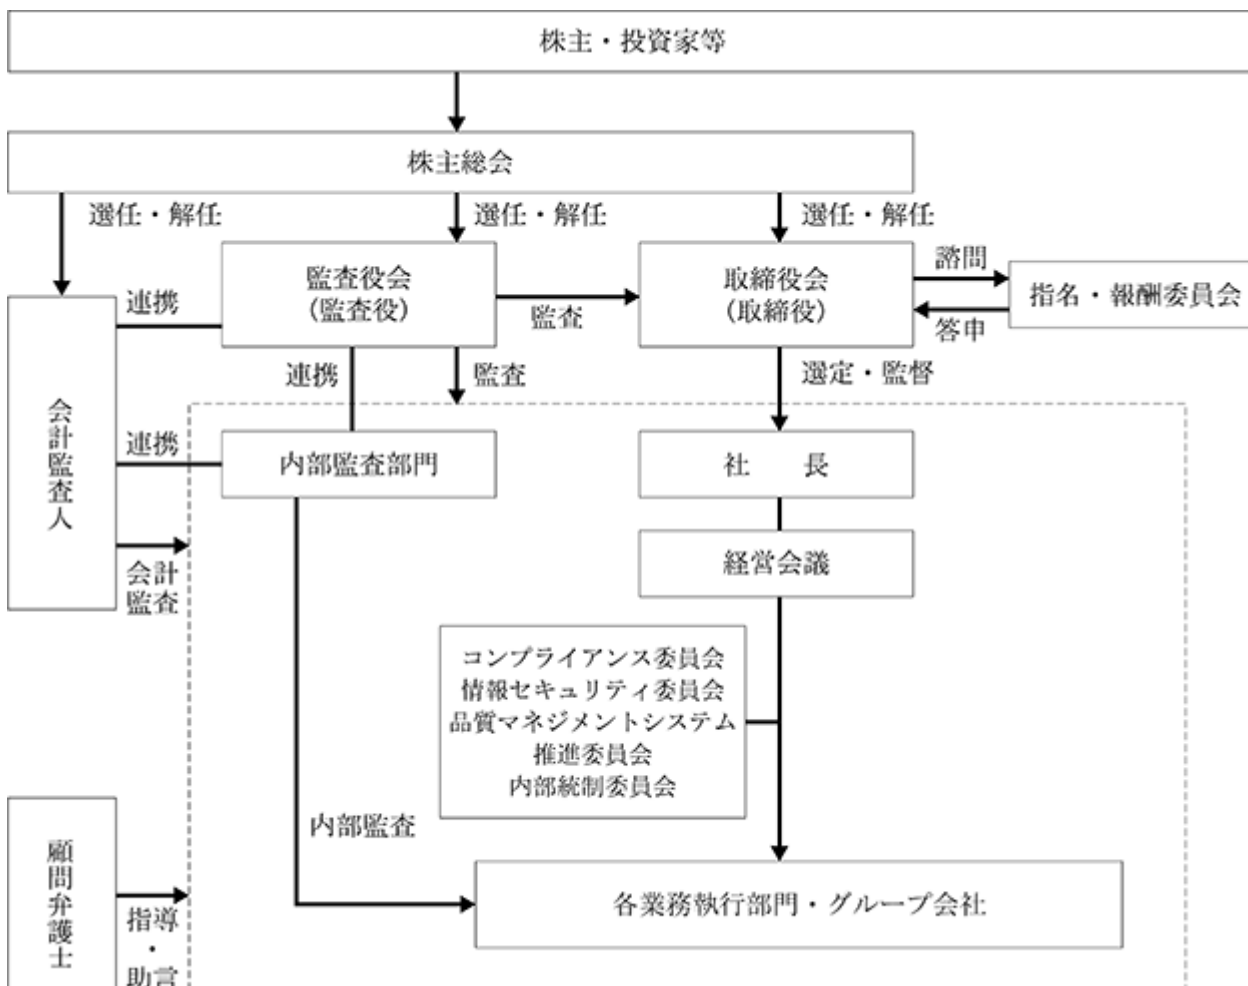 株主・投資家等
株主総会
選任・解任
選任・解任
選任・解任
監査役会
(監査役)
取締役会
(取締役)
諮問
指名・報酬委員会
答申
連携
監査
連携
監査
選定・監督
会計監査人
連携
内部監査部門
社　　長
会計
監査
経営会議
コンプライアンス委員会
情報セキュリティ委員会
品質マネジメントシステム
推進委員会
内部統制委員会
内部監査
顧問弁護士
指導
・
助言
各業務執行部門・グループ会社